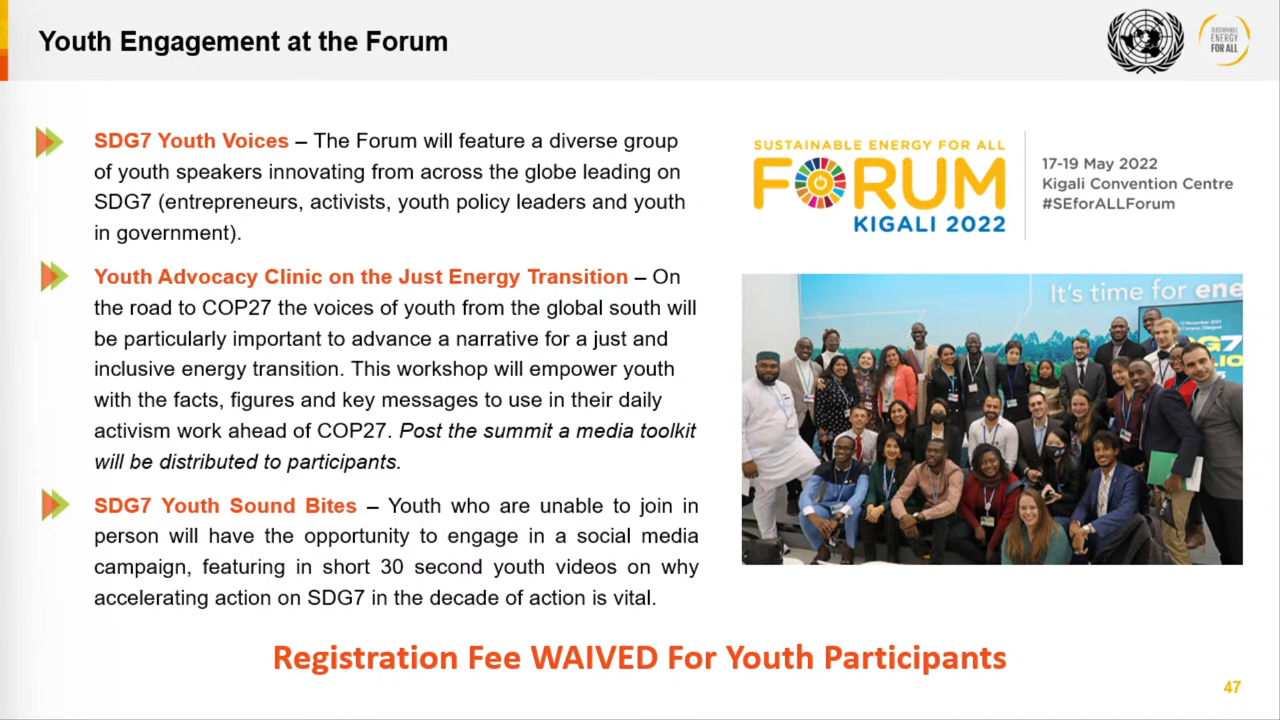 Youth Engagement at the Forum
SUSTAINABLE
ENERGY
FOR ALL
SDG7 Youth Voices – The Forum will feature a diverse group
of youth speakers innovating from across the globe leading on
SDG7 (entrepreneurs, activists, youth policy leaders and youth
in government).
Youth Advocacy Clinic on the Just Energy Transition – On
the road to COP27 the voices of youth from the global south will
be particularly important to advance a narrative for a just and
inclusive energy transition. This workshop will empower youth
with the facts, figures and key messages to use in their daily
activism work ahead of COP27. Post the summit a media toolkit
will be distributed to participants.
SDG7 Youth Sound Bites – Youth who are unable to join in
person will have the opportunity to engage in a social media
campaign, featuring in short 30 second youth videos on why
accelerating action on SDG7 in the decade of action is vital.
SUSTAINABLE ENERGY FOR ALL
FORUM
KIGALI 2022
17-19 May 2022
Kigali Convention Centre
#SEforALLForum
It's time for ene
Registration Fee WAIVED For Youth Participants
47